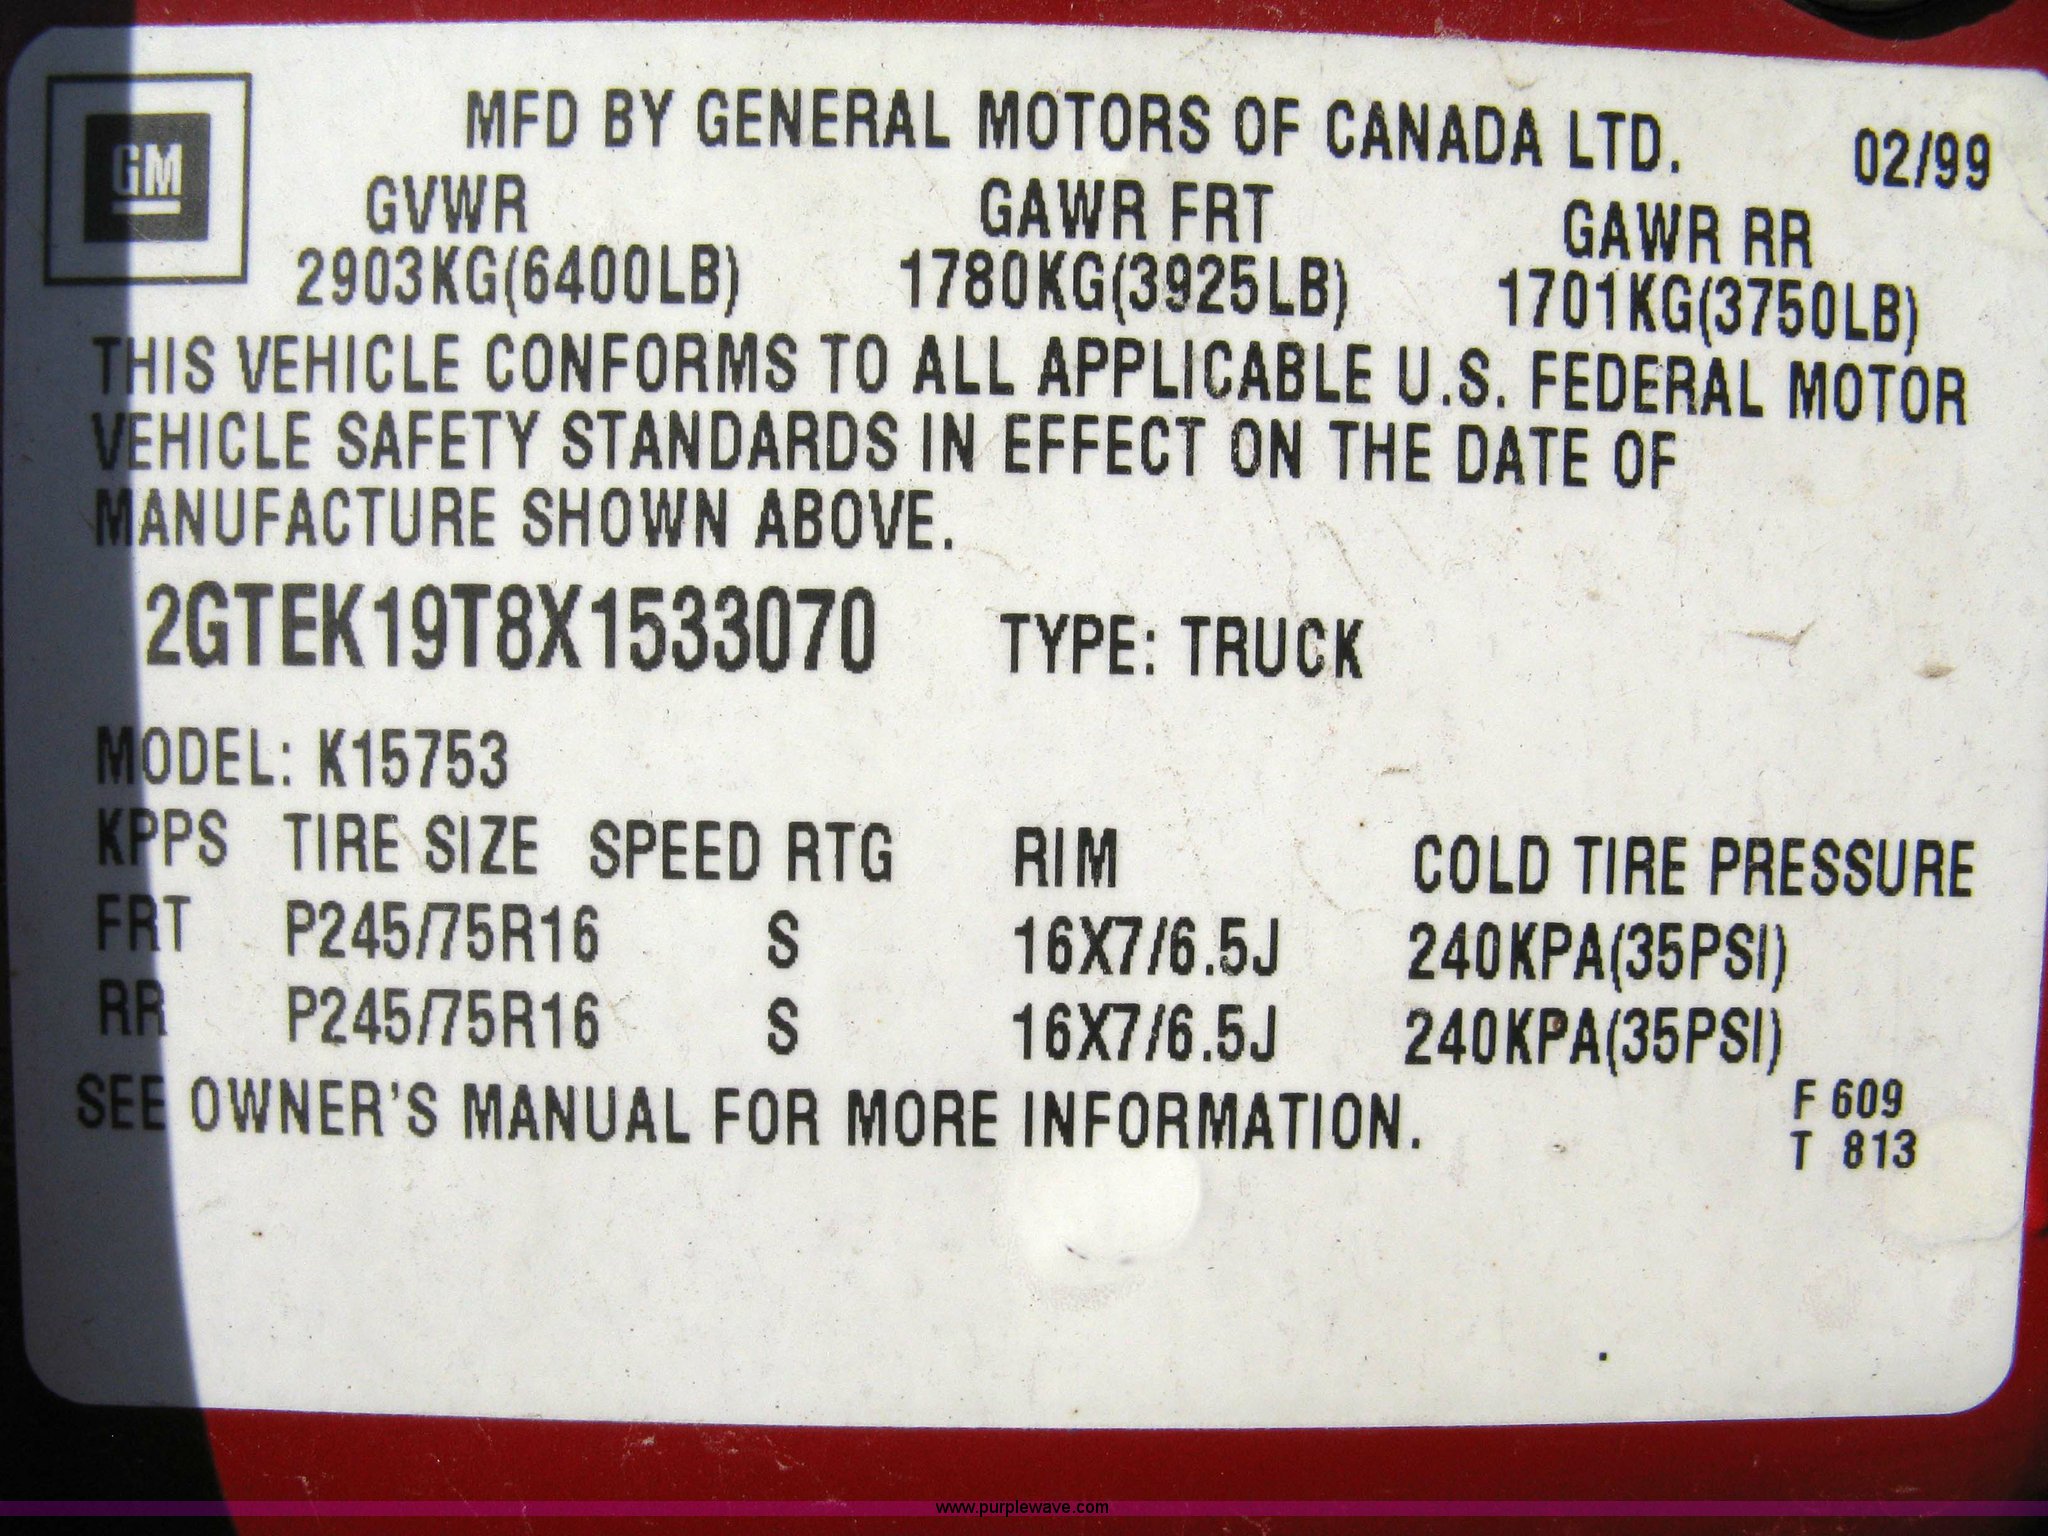 GM
MFD BY GENERAL MOTORS OF CANADA LTD. 02/99
GVWR GAWR FRT GAWR RR
2903KG(6400LB) 1780KG(3925LB) 1701KG(3750LB)
THIS VEHICLE CONFORMS TO ALL APPLICABLE U.S. FEDERAL MOTOR
VEHICLE SAFETY STANDARDS IN EFFECT ON THE DATE OF
MANUFACTURE SHOWN ABOVE.
2GTEK19T8X1533070 TYPE: TRUCK
MODEL: K15753
KPPS TIRE SIZE SPEED RTG RIM COLD TIRE PRESSURE
FRT P245/75R16 S 16X7/6.5J 240KPA(35PSI)
RR P245/75R16 S 16X7/6.5J 240KPA(35PSI)
SEE OWNER'S MANUAL FOR MORE INFORMATION. F 609
T 813
www.purplewave.com